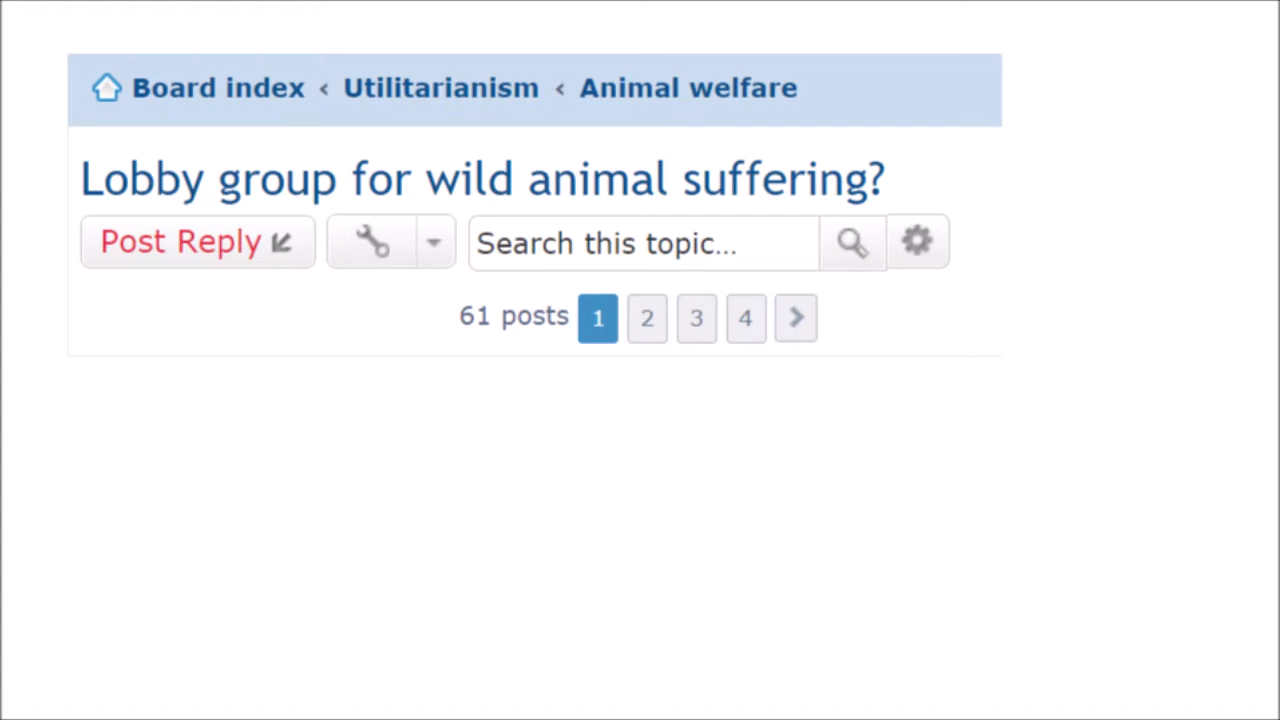 Board index ‹ Utilitarianism ‹ Animal welfare
Lobby group for wild animal suffering?
Post Reply Search this topic...
61 posts 1 2 3 4